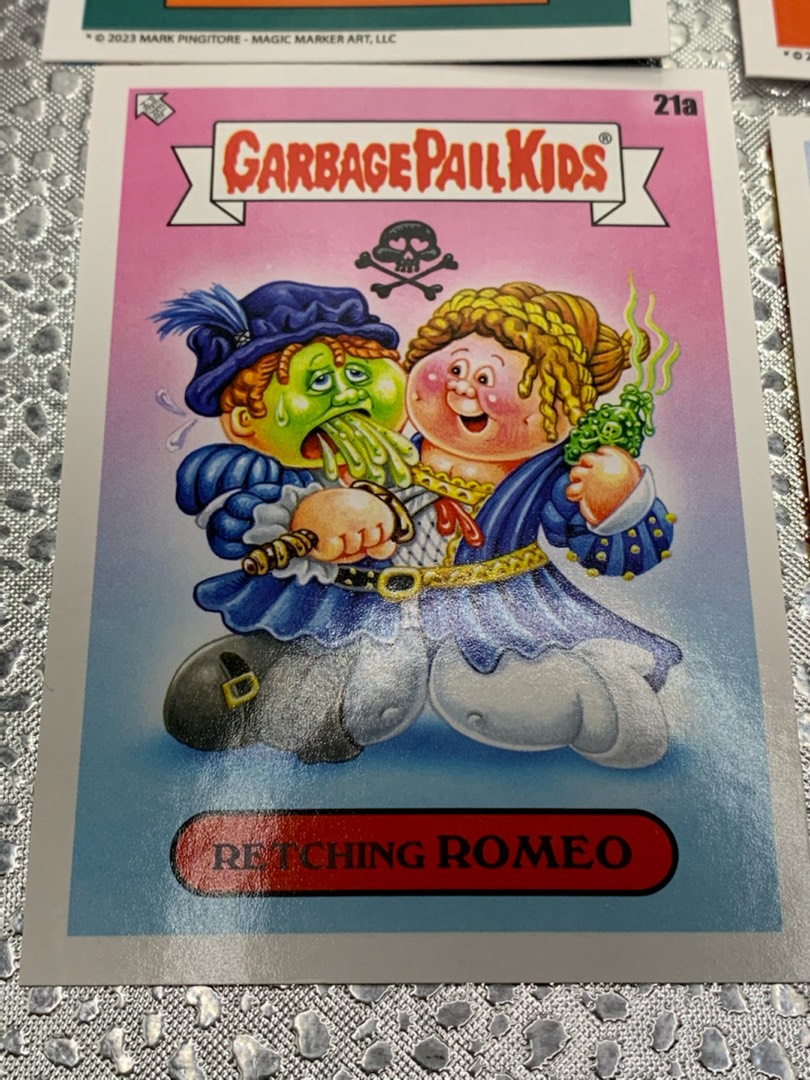 * © 2023 MARK PINGITORE - MAGIC MARKER ART, LLC
21a
GARBAGE PAIL KIDS®
RETCHING ROMEO